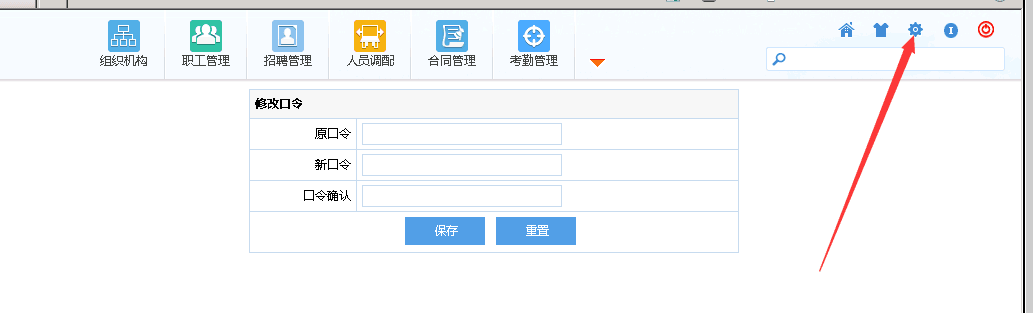 组织机构 职工管理 招聘管理 人员调配 合同管理 考勤管理
修改口令
原口令
新口令
口令确认
保存 重置